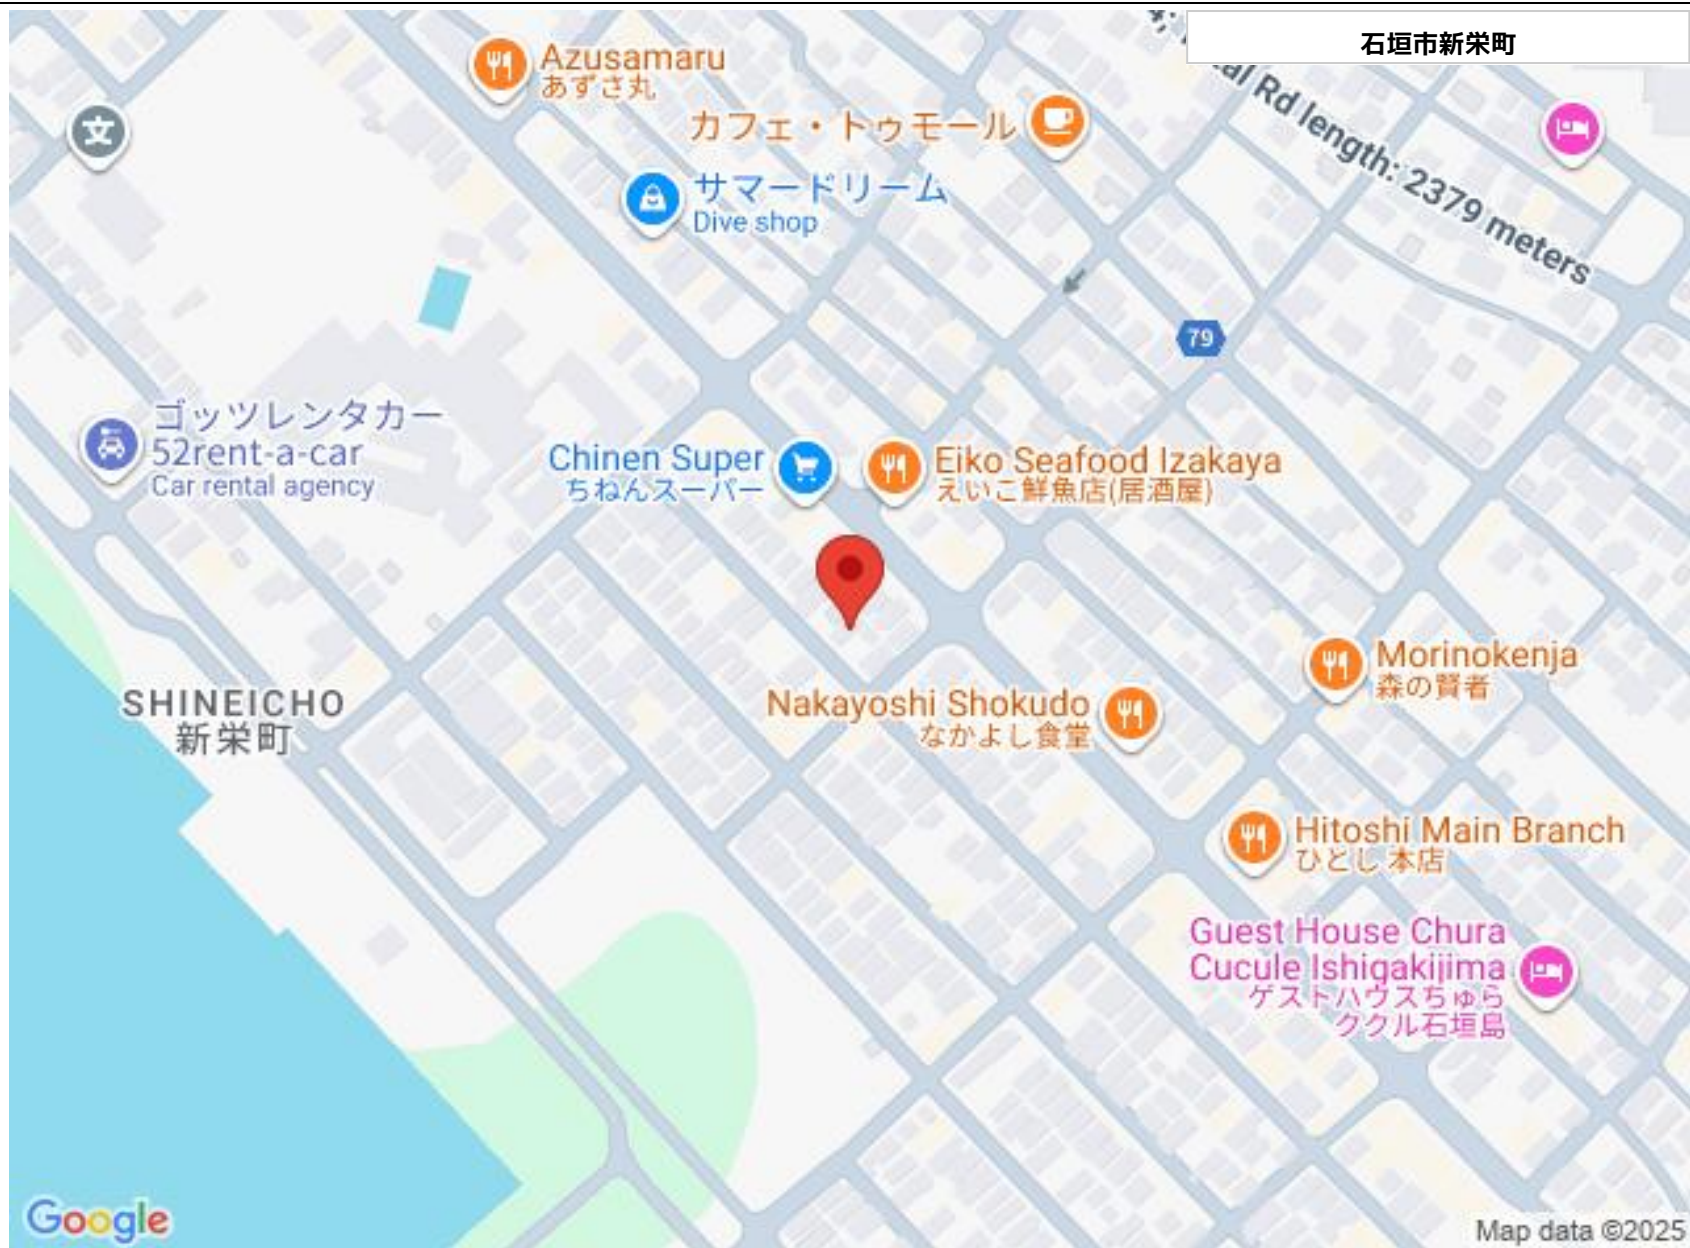 石垣市新栄町
Azusamaru
あずさ丸
カフェ・トゥモール
サマードリーム
Dive shop
Rd length: 2379 meters
79
ゴッツレンタカー
52rent-a-car
Car rental agency
文
Chinen Super
ちねんスーパー
Eiko Seafood Izakaya
えいこ鮮魚店(居酒屋)
Morinokenja
森の賢者
SHINEICHO
新栄町
Nakayoshi Shokudo
なかよし食堂
Hitoshi Main Branch
ひとし 本店
Guest House Chura
Cucule Ishigakijima
ゲストハウスちゅら
ククル石垣島
Google
Map data ©2025